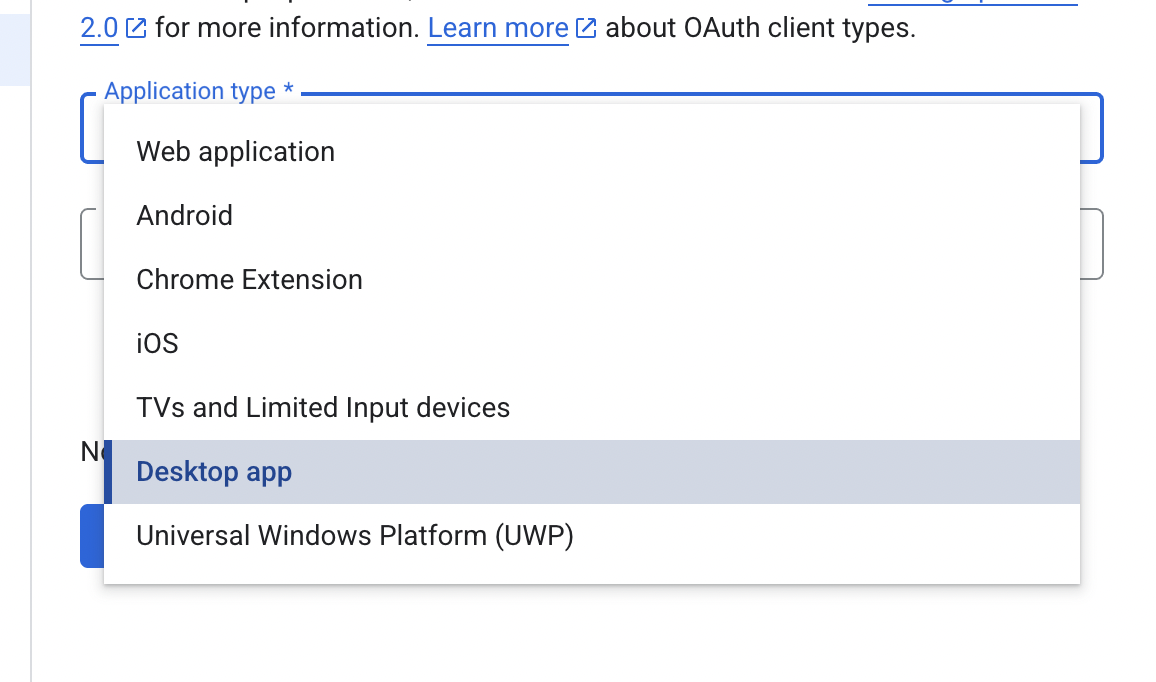 2.0 for more information. Learn more about OAuth client types.
Application type *
Web application
Android
Chrome Extension
iOS
TVs and Limited Input devices
Desktop app
Universal Windows Platform (UWP)